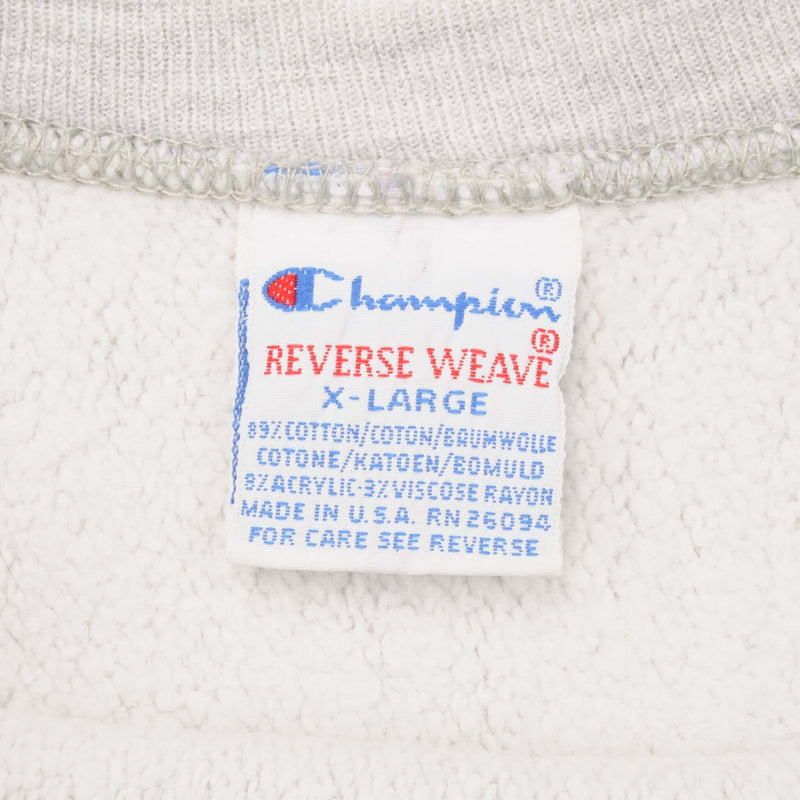 Champion®
REVERSE WEAVE®
X-LARGE
89% COTTON/COTON/BAUMWOLLE
COTONE/KATOEN/BOMULD
8% ACRYLIC-3% VISCOSE RAYON
MADE IN U.S.A. RN 26094
FOR CARE SEE REVERSE